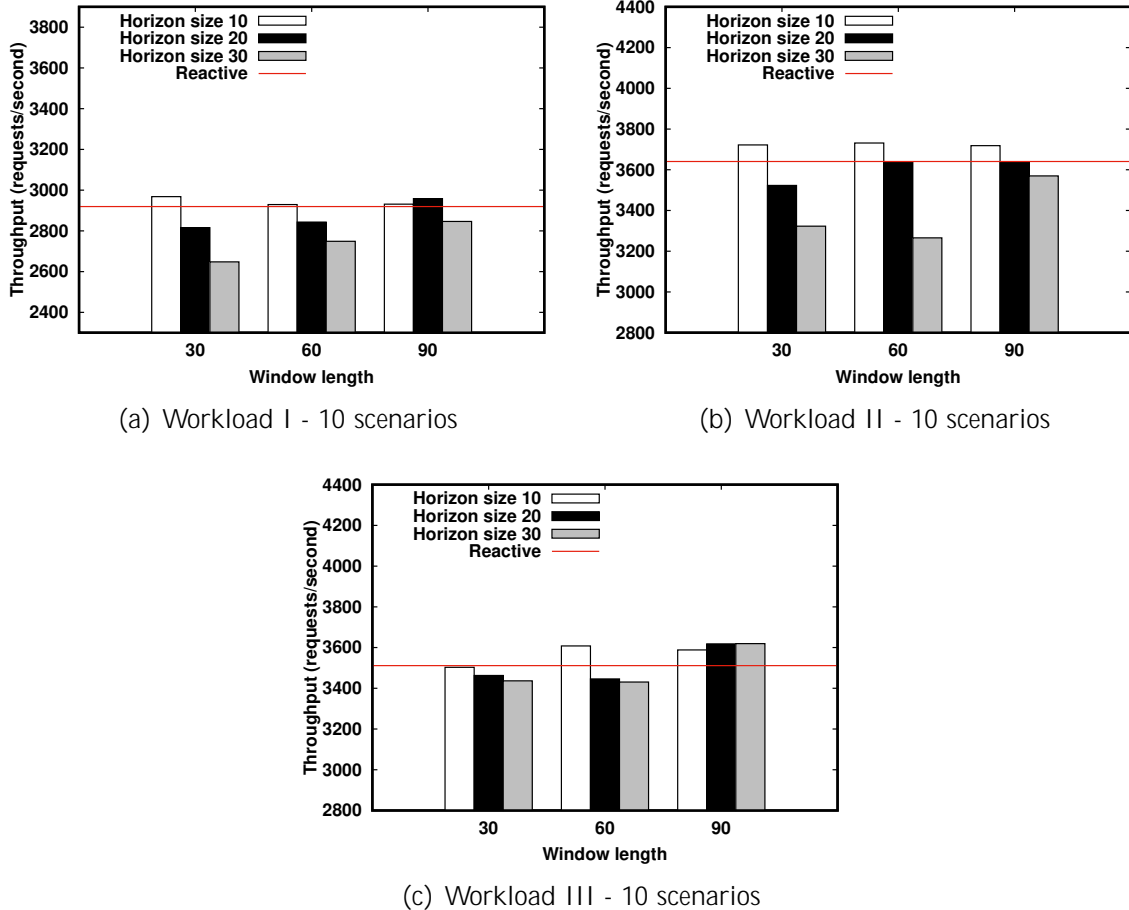 Throughput (requests/second)
3800
3600
3400
3200
3000
2800
2600
2400
Horizon size 10
Horizon size 20
Horizon size 30
Reactive
30 60 90
Window length
(a) Workload I - 10 scenarios
Throughput (requests/second)
4400
4200
4000
3800
3600
3400
3200
3000
2800
Horizon size 10
Horizon size 20
Horizon size 30
Reactive
30 60 90
Window length
(b) Workload II - 10 scenarios
Throughput (requests/second)
4400
4200
4000
3800
3600
3400
3200
3000
2800
Horizon size 10
Horizon size 20
Horizon size 30
Reactive
30 60 90
Window length
(c) Workload III - 10 scenarios